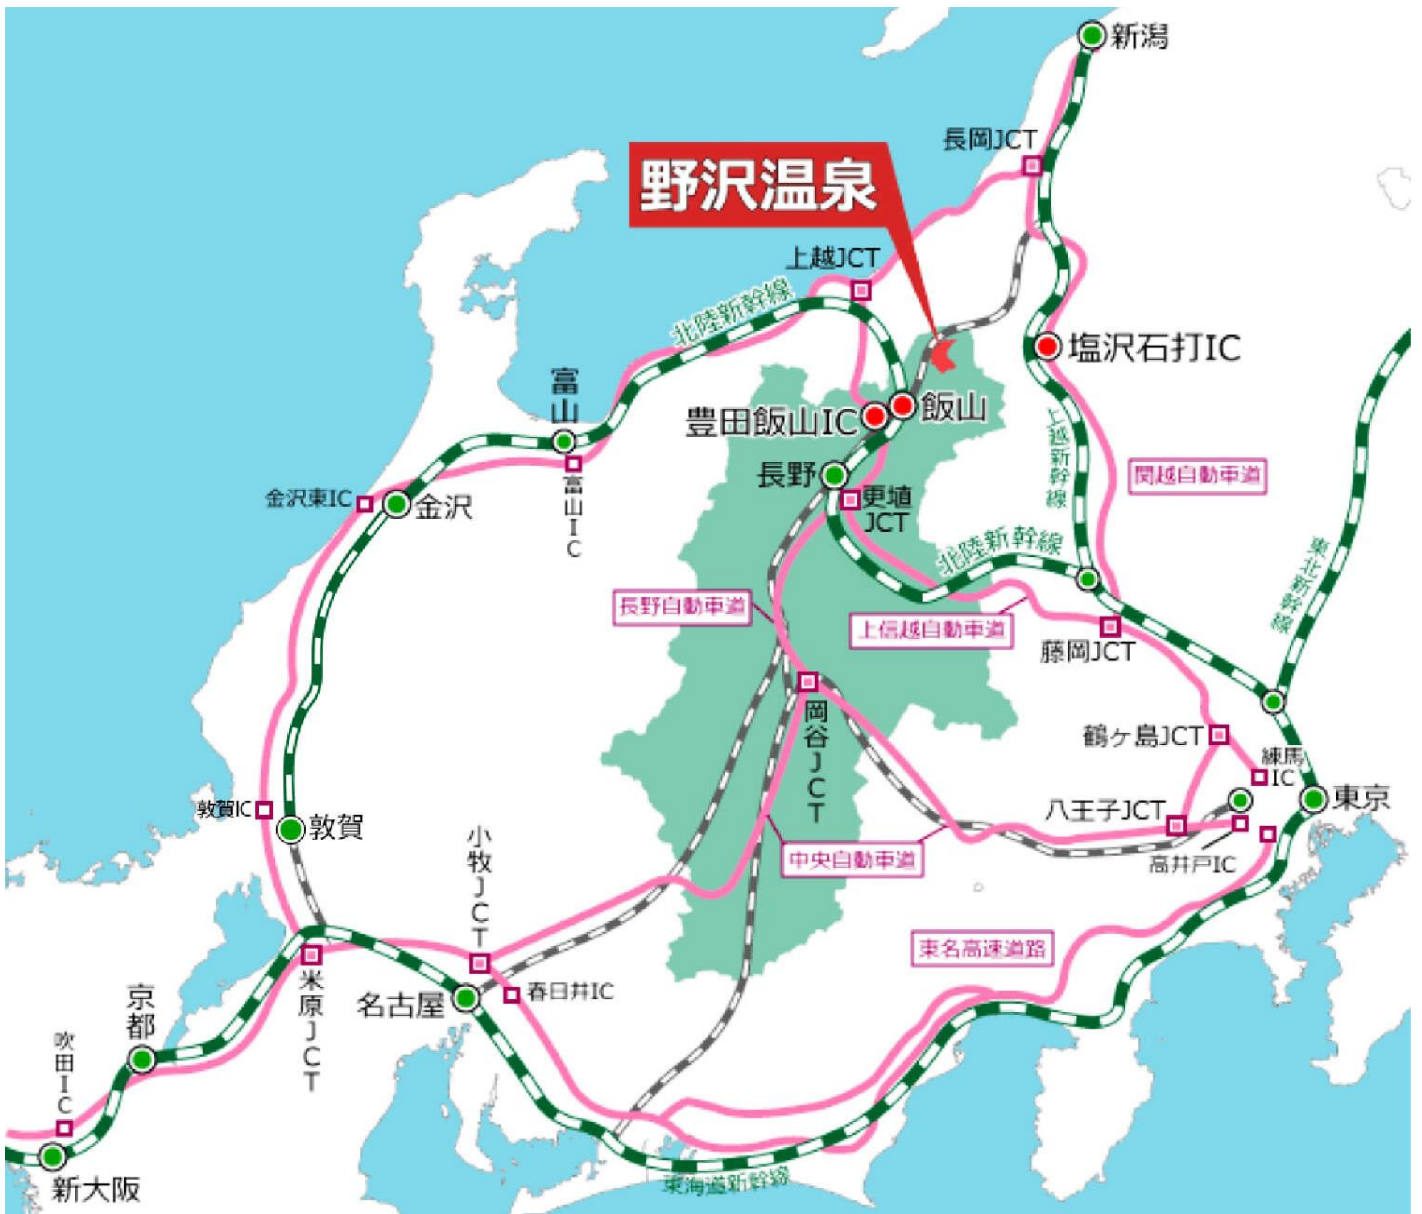 新潟
長岡JCT
野沢温泉
上越JCT
北陸新幹線
塩沢石打IC
富山
豊田飯山IC
飯山
上越新幹線
長野
関越自動車道
金沢東IC
金沢
富山IC
更埴
JCT
北陸新幹線
東北新幹線
長野自動車道
上信越自動車道
藤岡JCT
岡谷JCT
鶴ヶ島JCT
練馬
IC
敦賀IC
敦賀
八王子JCT
東京
小牧JCT
中央自動車道
高井戸IC
東名高速道路
米原JCT
名古屋
春日井IC
京都
吹田IC
新大阪
東海道新幹線